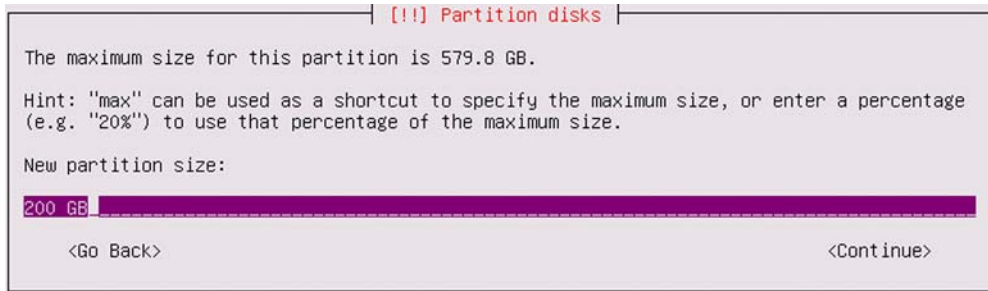 [!!] Partition disks
The maximum size for this partition is 579.8 GB.
Hint: "max" can be used as a shortcut to specify the maximum size, or enter a percentage
(e.g. "20%") to use that percentage of the maximum size.
New partition size:
200 GB
<Go Back> <Continue>